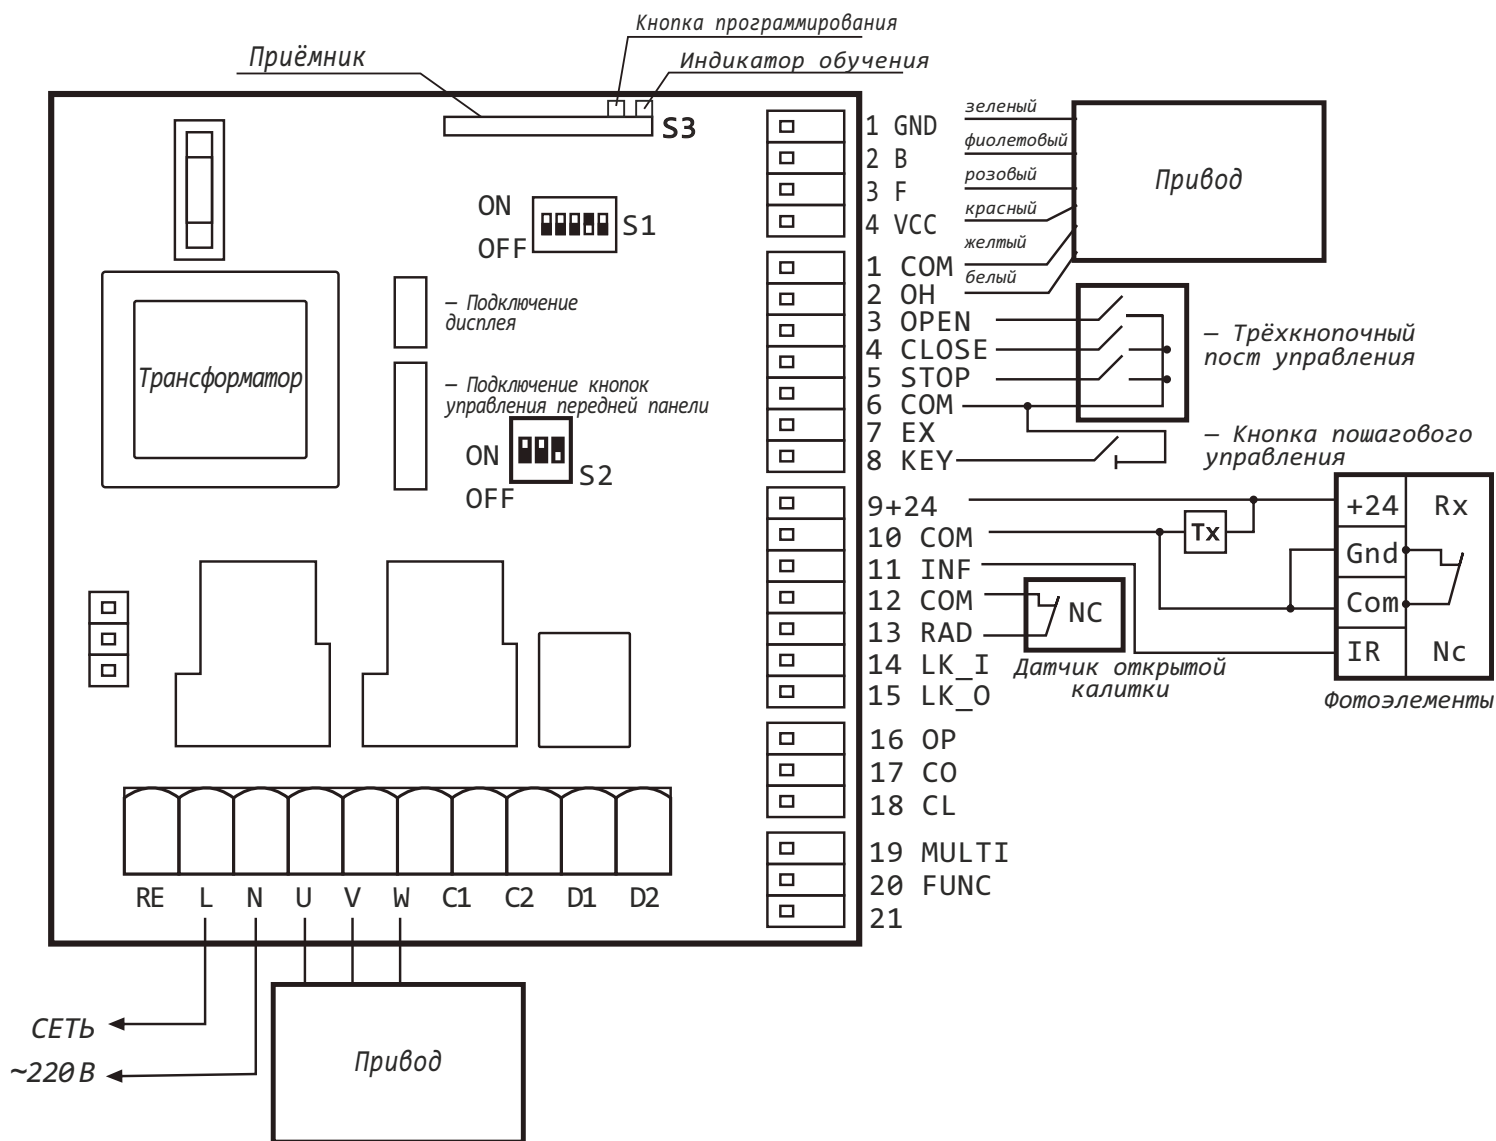 Кнопка программирования
Приёмник
Индикатор обучения
S3
ON
OFF
S1
– Подключение
дисплея
Трансформатор
– Подключение кнопок
управления передней панели
ON
OFF
S2
1 GND
2 B
3 F
4 VCC
1 COM
2 OH
3 OPEN
4 CLOSE
5 STOP
6 COM
7 EX
8 KEY
9+24
10 COM
11 INF
12 COM
13 RAD
14 LK_I
15 LK_O
16 OP
17 CO
18 CL
19 MULTI
20 FUNC
21
зеленый
фиолетовый
розовый
красный
желтый
белый
Привод
– Трёхкнопочный
пост управления
– Кнопка пошагового
управления
Tx
+24 Rx
Gnd
Com
IR Nc
Фотоэлементы
NC
Датчик открытой
калитки
RE L N U V W C1 C2 D1 D2
СЕТЬ
~220 В
Привод